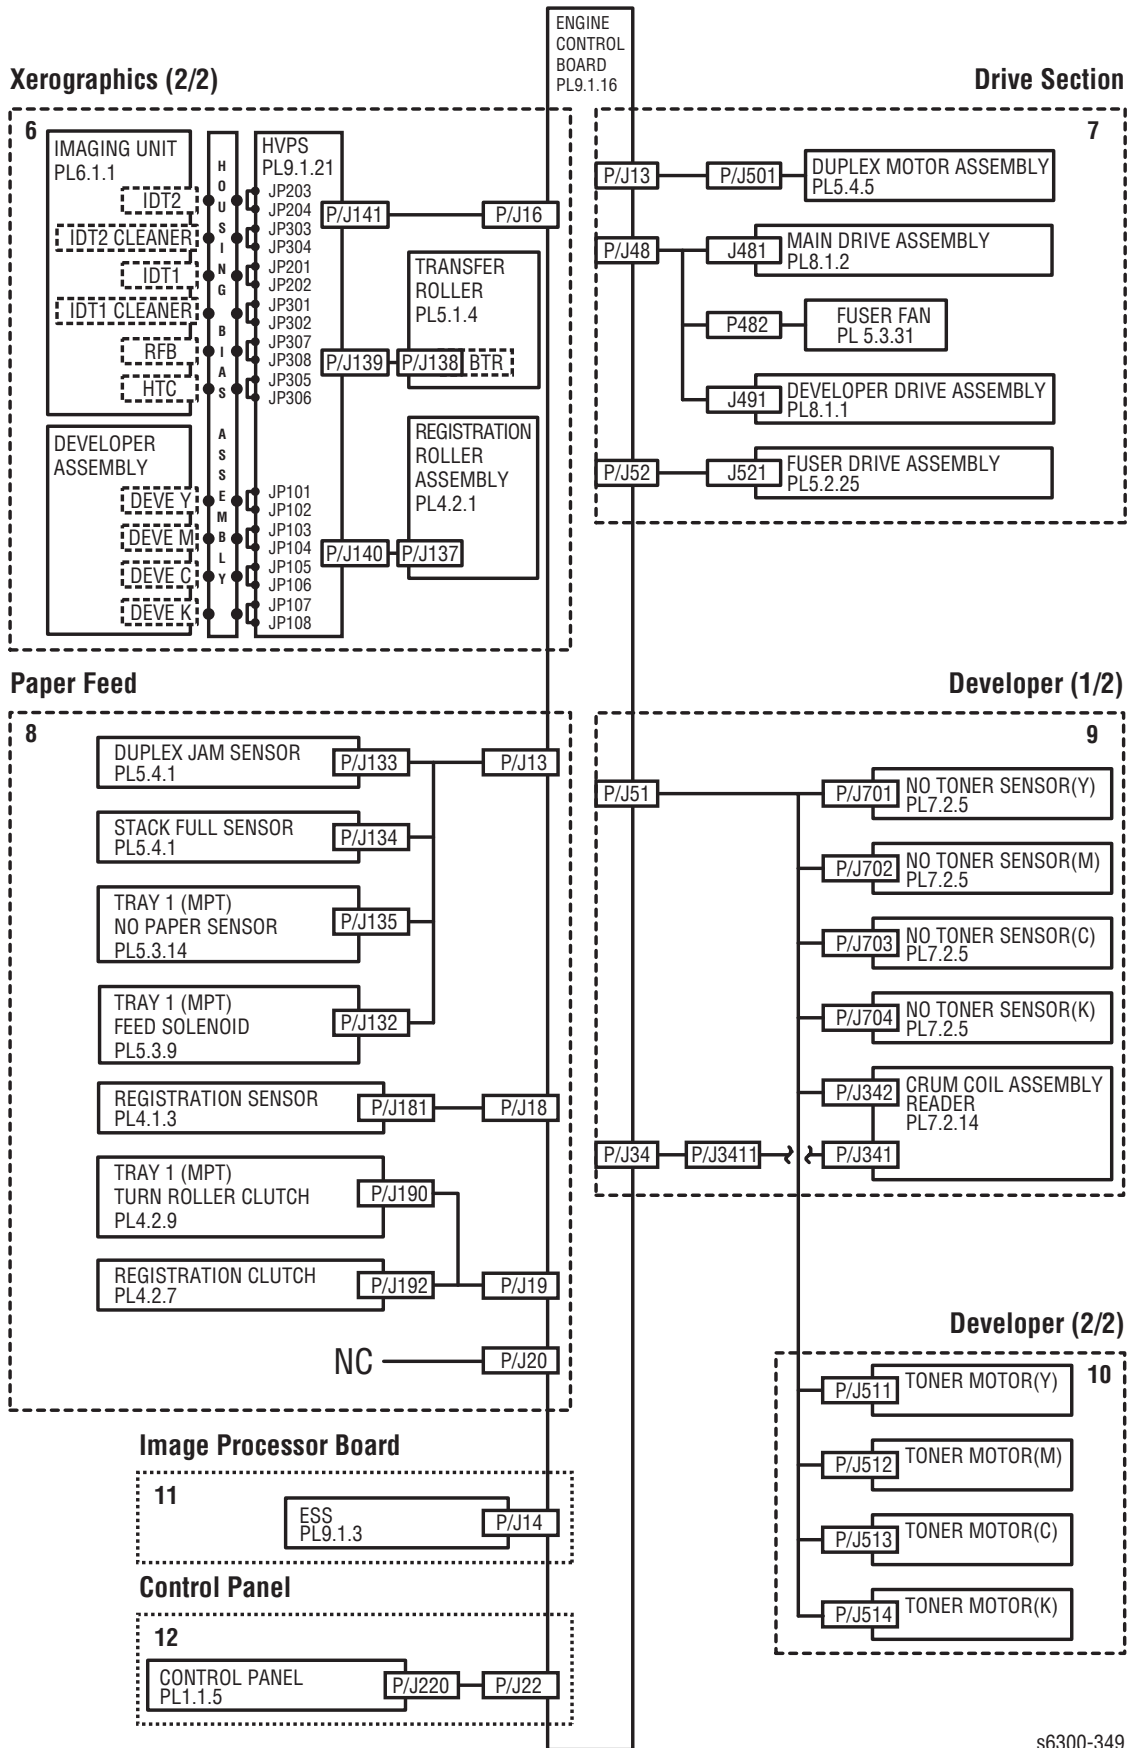 ENGINE
CONTROL
BOARD
PL9.1.16
Xerographics (2/2)
6
IMAGING UNIT
PL6.1.1
IDT2
IDT2 CLEANER
IDT1
IDT1 CLEANER
RFB
HTC
DEVELOPER
ASSEMBLY
DEVE Y
DEVE M
DEVE C
DEVE K
HOUSING BIAS ASSEMBLY
HVPS
PL9.1.21
JP203
JP204
JP303
JP304
JP201
JP202
JP301
JP302
JP307
JP308
JP305
JP306
JP101
JP102
JP103
JP104
JP105
JP106
JP107
JP108
P/J141
P/J16
TRANSFER
ROLLER
PL5.1.4
P/J139
P/J138
BTR
REGISTRATION
ROLLER
ASSEMBLY
PL4.2.1
P/J140
P/J137
Drive Section
7
P/J13
P/J501
DUPLEX MOTOR ASSEMBLY
PL5.4.5
P/J48
J481
MAIN DRIVE ASSEMBLY
PL8.1.2
P482
FUSER FAN
PL 5.3.31
J491
DEVELOPER DRIVE ASSEMBLY
PL8.1.1
P/J52
J521
FUSER DRIVE ASSEMBLY
PL5.2.25
Paper Feed
8
DUPLEX JAM SENSOR
PL5.4.1
P/J133
P/J13
STACK FULL SENSOR
PL5.4.1
P/J134
TRAY 1 (MPT)
NO PAPER SENSOR
PL5.3.14
P/J135
TRAY 1 (MPT)
FEED SOLENOID
PL5.3.9
P/J132
REGISTRATION SENSOR
PL4.1.3
P/J181
P/J18
TRAY 1 (MPT)
TURN ROLLER CLUTCH
PL4.2.9
P/J190
REGISTRATION CLUTCH
PL4.2.7
P/J192
P/J19
NC
P/J20
Developer (1/2)
9
P/J51
P/J701
NO TONER SENSOR(Y)
PL7.2.5
P/J702
NO TONER SENSOR(M)
PL7.2.5
P/J703
NO TONER SENSOR(C)
PL7.2.5
P/J704
NO TONER SENSOR(K)
PL7.2.5
P/J342
CRUM COIL ASSEMBLY
READER
PL7.2.14
P/J34
P/J3411
P/J341
Developer (2/2)
10
P/J511
TONER MOTOR(Y)
P/J512
TONER MOTOR(M)
P/J513
TONER MOTOR(C)
P/J514
TONER MOTOR(K)
Image Processor Board
11
ESS
PL9.1.3
P/J14
Control Panel
12
CONTROL PANEL
PL1.1.5
P/J220
P/J22
s6300-349